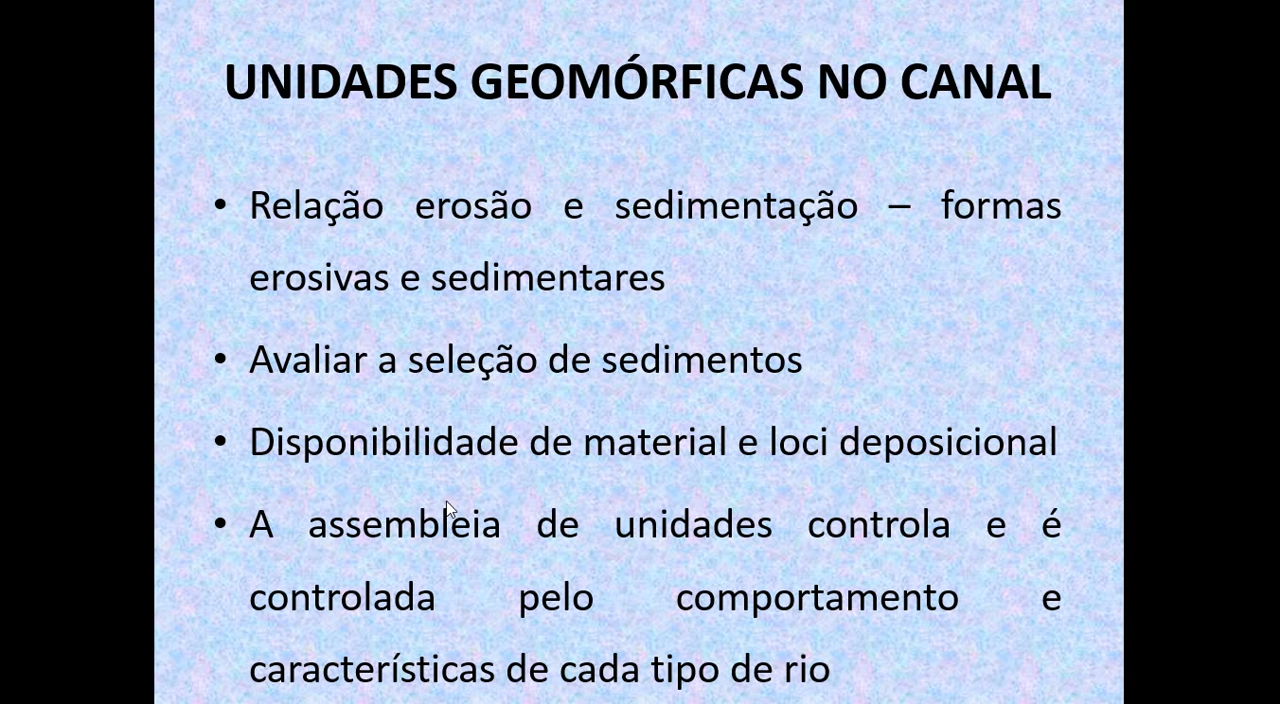 UNIDADES GEOMÓRFICAS NO CANAL
• Relação erosão e sedimentação – formas
erosivas e sedimentares
• Avaliar a seleção de sedimentos
• Disponibilidade de material e loci deposicional
• A assembleia de unidades controla e é
controlada pelo comportamento e
características de cada tipo de rio